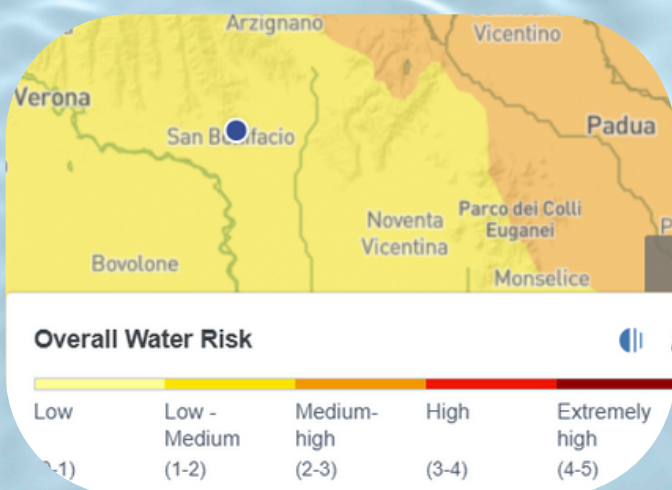 Arzignano
Vicentino
Verona
Padua
San Bonifacio
Parco dei Colli
Euganei
Noventa
Vicentina
Bovolone
Monselice
Overall Water Risk
Low
Low -
Medium
Medium-
high
High
Extremely
high
-1)
(1-2)
(2-3)
(3-4)
(4-5)